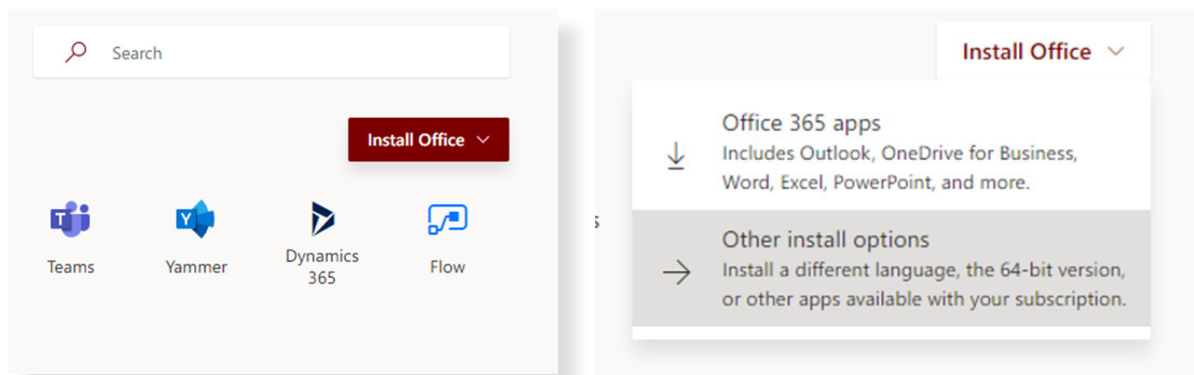 Search
Install Office
Teams
Yammer
Dynamics
365
Flow
Install Office
Office 365 apps
Includes Outlook, OneDrive for Business,
Word, Excel, PowerPoint, and more.
s
Other install options
Install a different language, the 64-bit version,
or other apps available with your subscription.